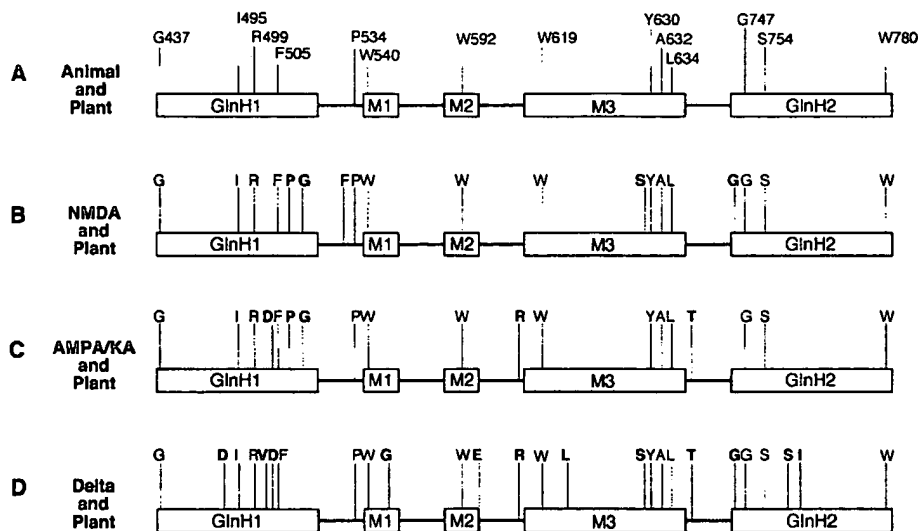 I495
Y630
G747
G437
R499
P534
W592
W619
A632
S754
W780
F505
W540
L634
A
Animal
and
Plant
GlnH1
M1
M2
M3
GlnH2
G I R F P G F P W W W S Y A L G G S W
B
NMDA
and
Plant
GlnH1
M1
M2
M3
GlnH2
G I R D F P G P W W R W Y A L T G S W
C
AMPA/KA
and
Plant
GlnH1
M1
M2
M3
GlnH2
G D I R V D F P W G W E R W L S Y A L T G G S S I W
D
Delta
and
Plant
GlnH1
M1
M2
M3
GlnH2